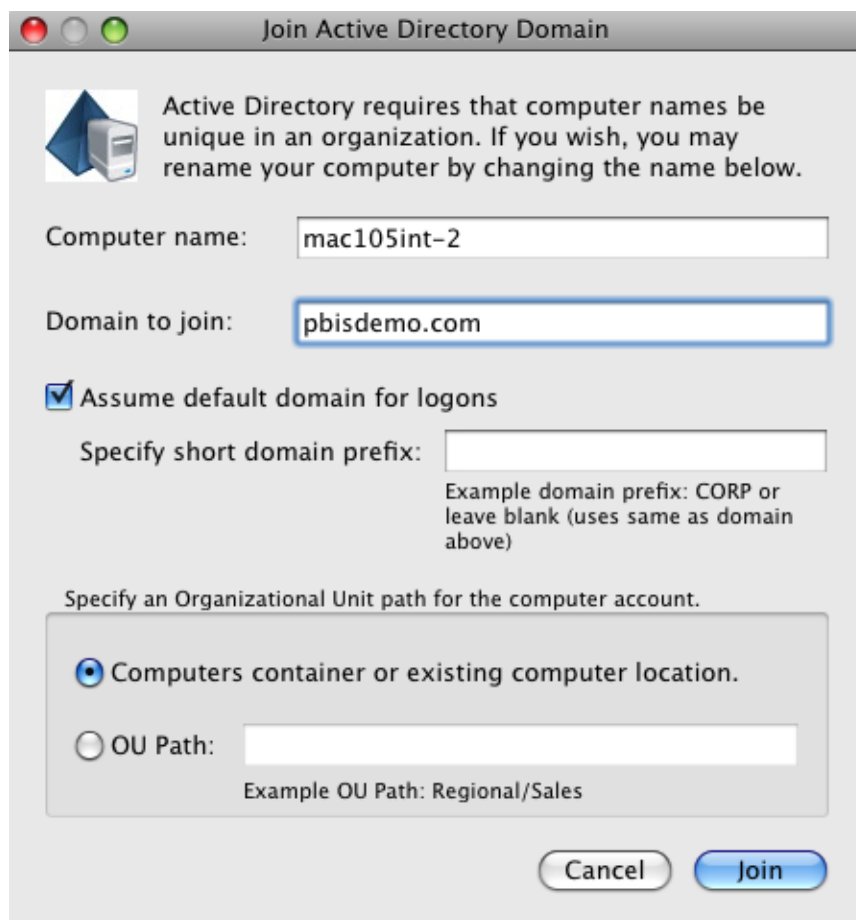 Join Active Directory Domain
Active Directory requires that computer names be
unique in an organization. If you wish, you may
rename your computer by changing the name below.
Computer name: mac105int-2
Domain to join: pbisdemo.com
Assume default domain for logons
Specify short domain prefix:
Example domain prefix: CORP or
leave blank (uses same as domain
above)
Specify an Organizational Unit path for the computer account.
Computers container or existing computer location.
OU Path:
Example OU Path: Regional/Sales
Cancel Join